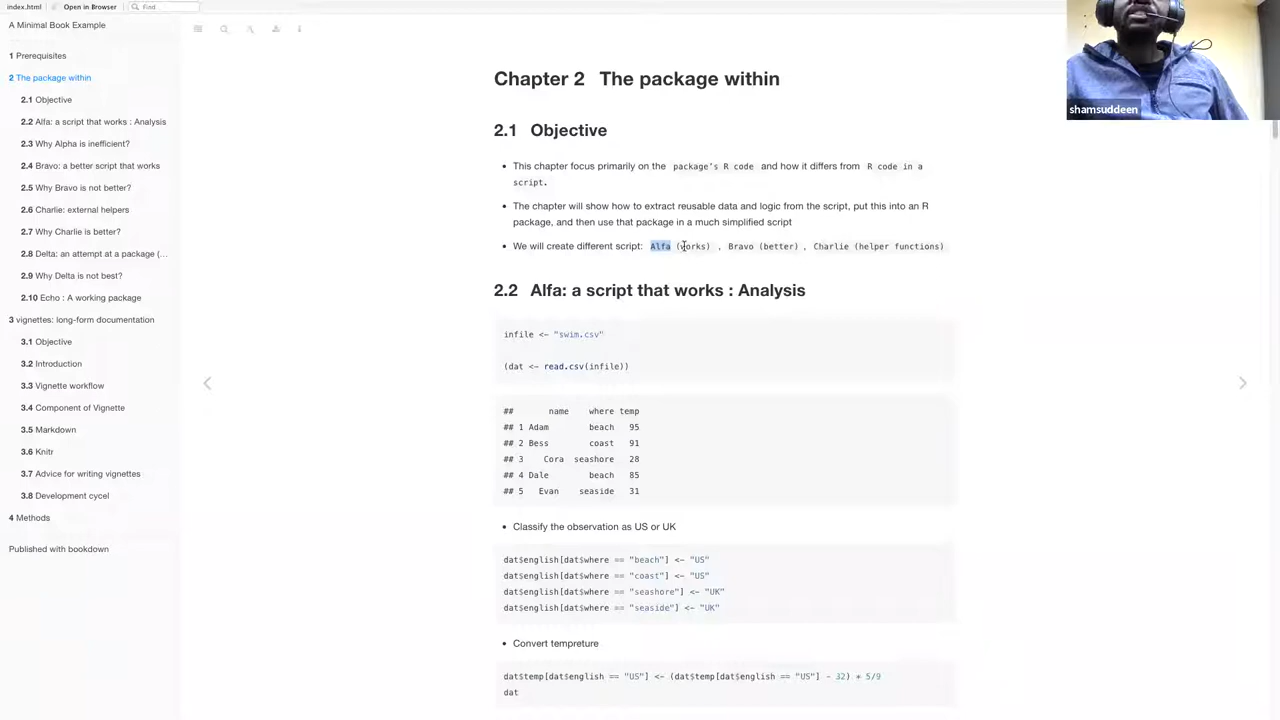 index.html
Open in Browser
Find
A Minimal Book Example
1 Prerequisites
2 The package within
2.1 Objective
2.2 Alfa: a script that works : Analysis
2.3 Why Alpha is inefficient?
2.4 Bravo: a better script that works
2.5 Why Bravo is not better?
2.6 Charlie: external helpers
2.7 Why Charlie is better?
2.8 Delta: an attempt at a package (...
2.9 Why Delta is not best?
2.10 Echo : A working package
3 vignettes: long-form documentation
3.1 Objective
3.2 Introduction
3.3 Vignette workflow
3.4 Component of Vignette
3.5 Markdown
3.6 Knitr
3.7 Advice for writing vignettes
3.8 Development cycel
4 Methods
Published with bookdown
Chapter 2 The package within
2.1 Objective
• This chapter focus primarily on the package's R code and how it differs from R code in a
script.
• The chapter will show how to extract reusable data and logic from the script, put this into an R
package, and then use that package in a much simplified script
• We will create different script: Alfa (works) , Bravo (better) , Charlie (helper functions)
2.2 Alfa: a script that works : Analysis
infile <- "swim.csv"
(dat <- read.csv(infile))
## name where temp
## 1 Adam beach 95
## 2 Bess coast 91
## 3 Cora seashore 28
## 4 Dale beach 85
## 5 Evan seaside 31
• Classify the observation as US or UK
dat$english[dat$where == "beach"] <- "US"
dat$english[dat$where == "coast"] <- "US"
dat$english[dat$where == "seashore"] <- "UK"
dat$english[dat$where == "seaside"] <- "UK"
• Convert tempreture
dat$temp[dat$english == "US"] <- (dat$temp[dat$english == "US"] - 32) * 5/9
dat
shamsuddeen